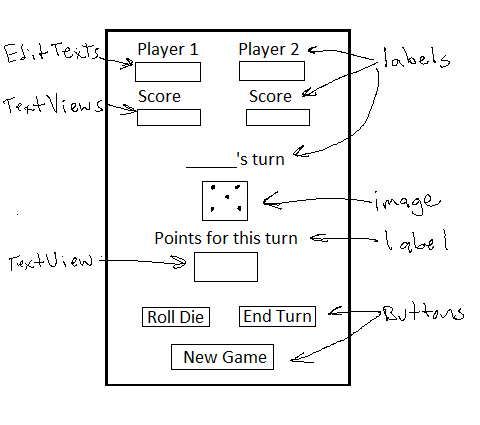 EditTexts Player 1 Player 2 labels
TextViews Score Score
______'s turn
image
Points for this turn label
TextView
Roll Die End Turn Buttons
New Game